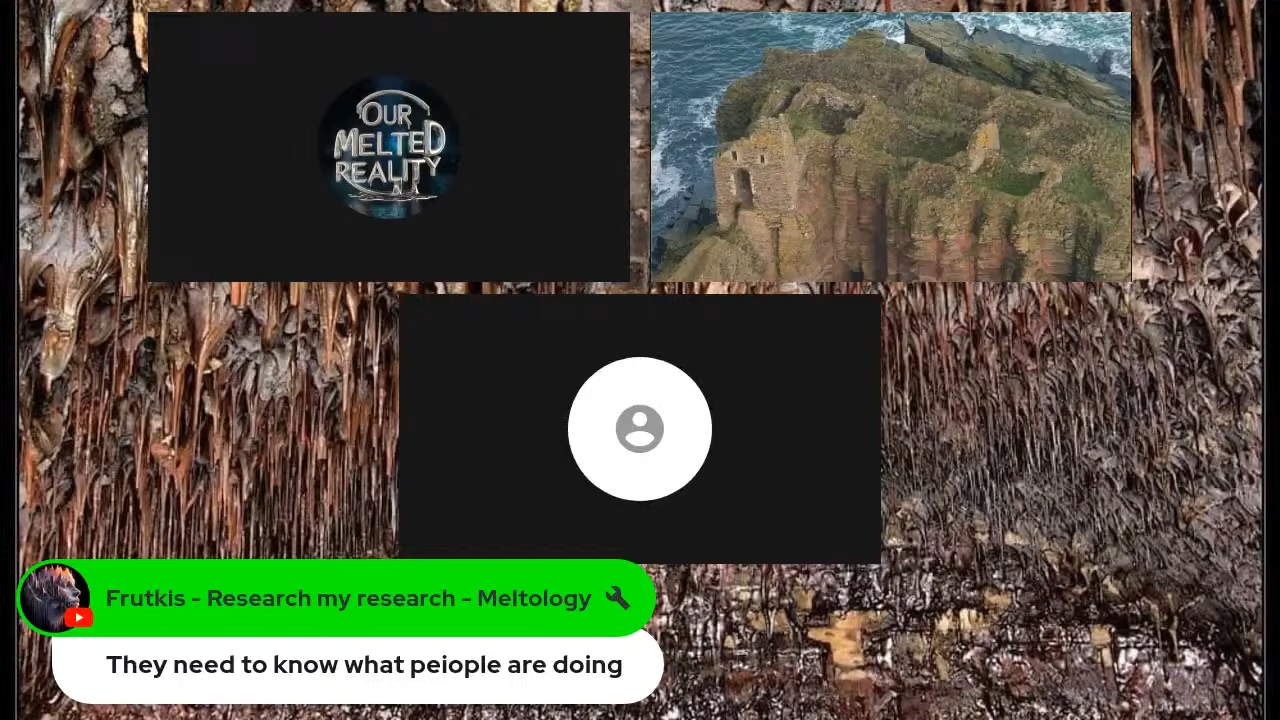 OUR
MELTED
REALITY
Frutkis - Research my research - Meltology
They need to know what peiople are doing